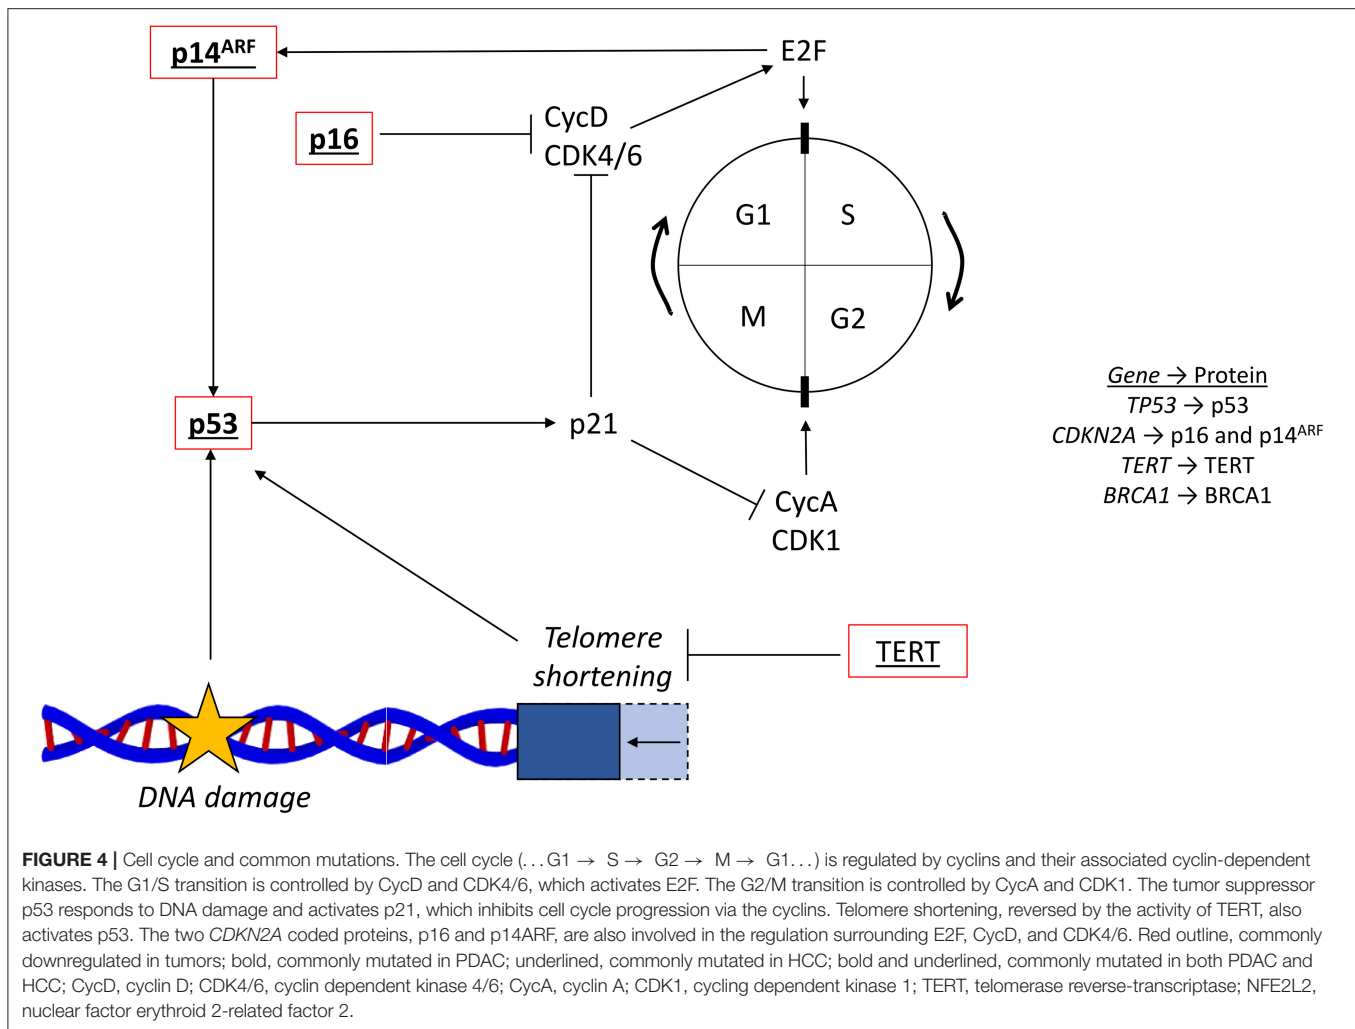 p14ARF
E2F
p16
CycD
CDK4/6
G1
S
M
G2
p53
p21
CycA
CDK1
Gene → Protein
TP53 → p53
CDKN2A → p16 and p14ARF
TERT → TERT
BRCA1 → BRCA1
Telomere
shortening
TERT
DNA damage
FIGURE 4 | Cell cycle and common mutations. The cell cycle (...G1 → S → G2 → M → G1...) is regulated by cyclins and their associated cyclin-dependent
kinases. The G1/S transition is controlled by CycD and CDK4/6, which activates E2F. The G2/M transition is controlled by CycA and CDK1. The tumor suppressor
p53 responds to DNA damage and activates p21, which inhibits cell cycle progression via the cyclins. Telomere shortening, reversed by the activity of TERT, also
activates p53. The two CDKN2A coded proteins, p16 and p14ARF, are also involved in the regulation surrounding E2F, CycD, and CDK4/6. Red outline, commonly
downregulated in tumors; bold, commonly mutated in PDAC; underlined, commonly mutated in HCC; bold and underlined, commonly mutated in both PDAC and
HCC; CycD, cyclin D; CDK4/6, cyclin dependent kinase 4/6; CycA, cyclin A; CDK1, cycling dependent kinase 1; TERT, telomerase reverse-transcriptase; NFE2L2,
nuclear factor erythroid 2-related factor 2.